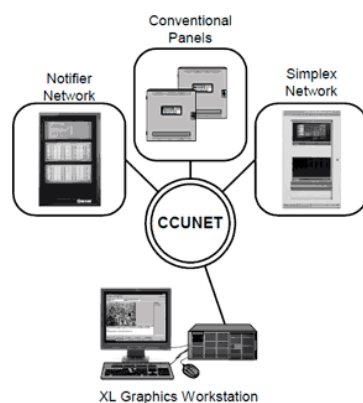 Conventional
Panels
Notifier
Network
Simplex
Network
CCUNET
XL Graphics Workstation